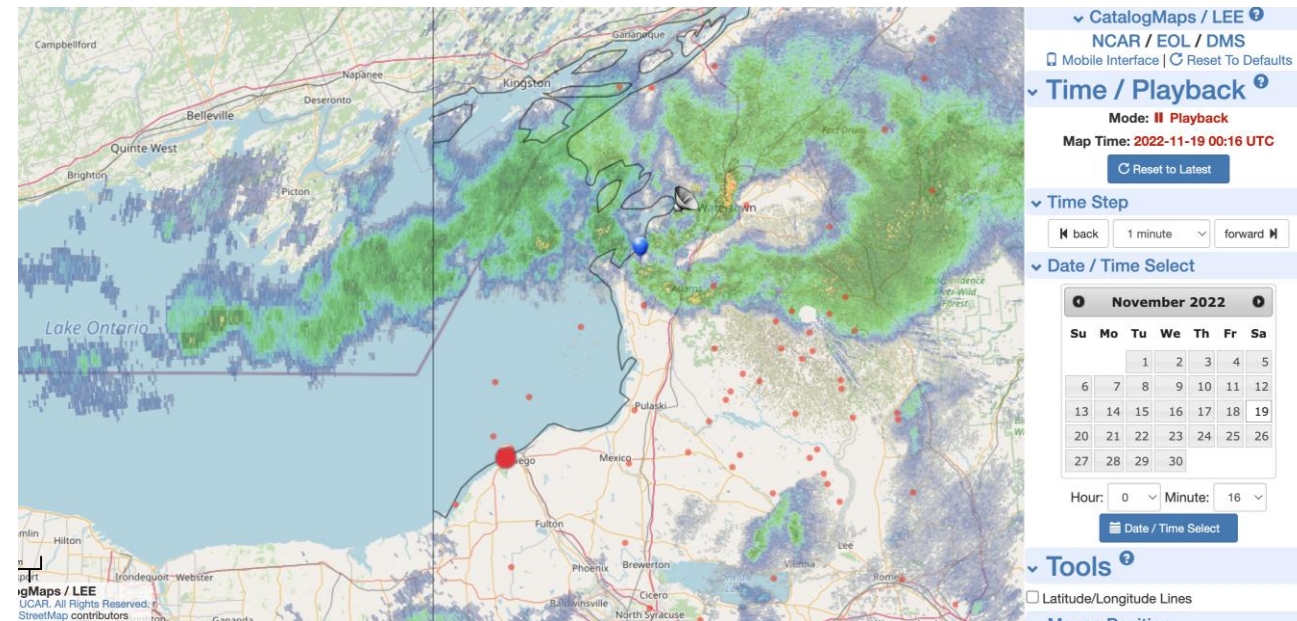 Campbellford
Gananoque
Napanee
Kingston
Deseronto
Belleville
Fort Drum
Quinte West
Brighton
Picton
Watertown
Adams
Lake Ontario
Pulaski
Mexico
ego
Hilton
Fulton
Lee
Phoenix
Brewerton
Vienna
Rome
Irondequoit
Webster
Cicero
North Syracuse
ogMaps / LEE
UCAR. All Rights Reserved.
StreetMap contributors
CatalogMaps / LEE ?
NCAR / EOL / DMS
Mobile Interface | Reset To Defaults
Time / Playback ?
Mode: Playback
Map Time: 2022-11-19 00:16 UTC
Reset to Latest
Time Step
back 1 minute forward
Date / Time Select
November 2022
Su Mo Tu We Th Fr Sa
1 2 3 4 5
6 7 8 9 10 11 12
13 14 15 16 17 18 19
20 21 22 23 24 25 26
27 28 29 30
Hour: 0 Minute: 16
Date / Time Select
Tools ?
Latitude/Longitude Lines